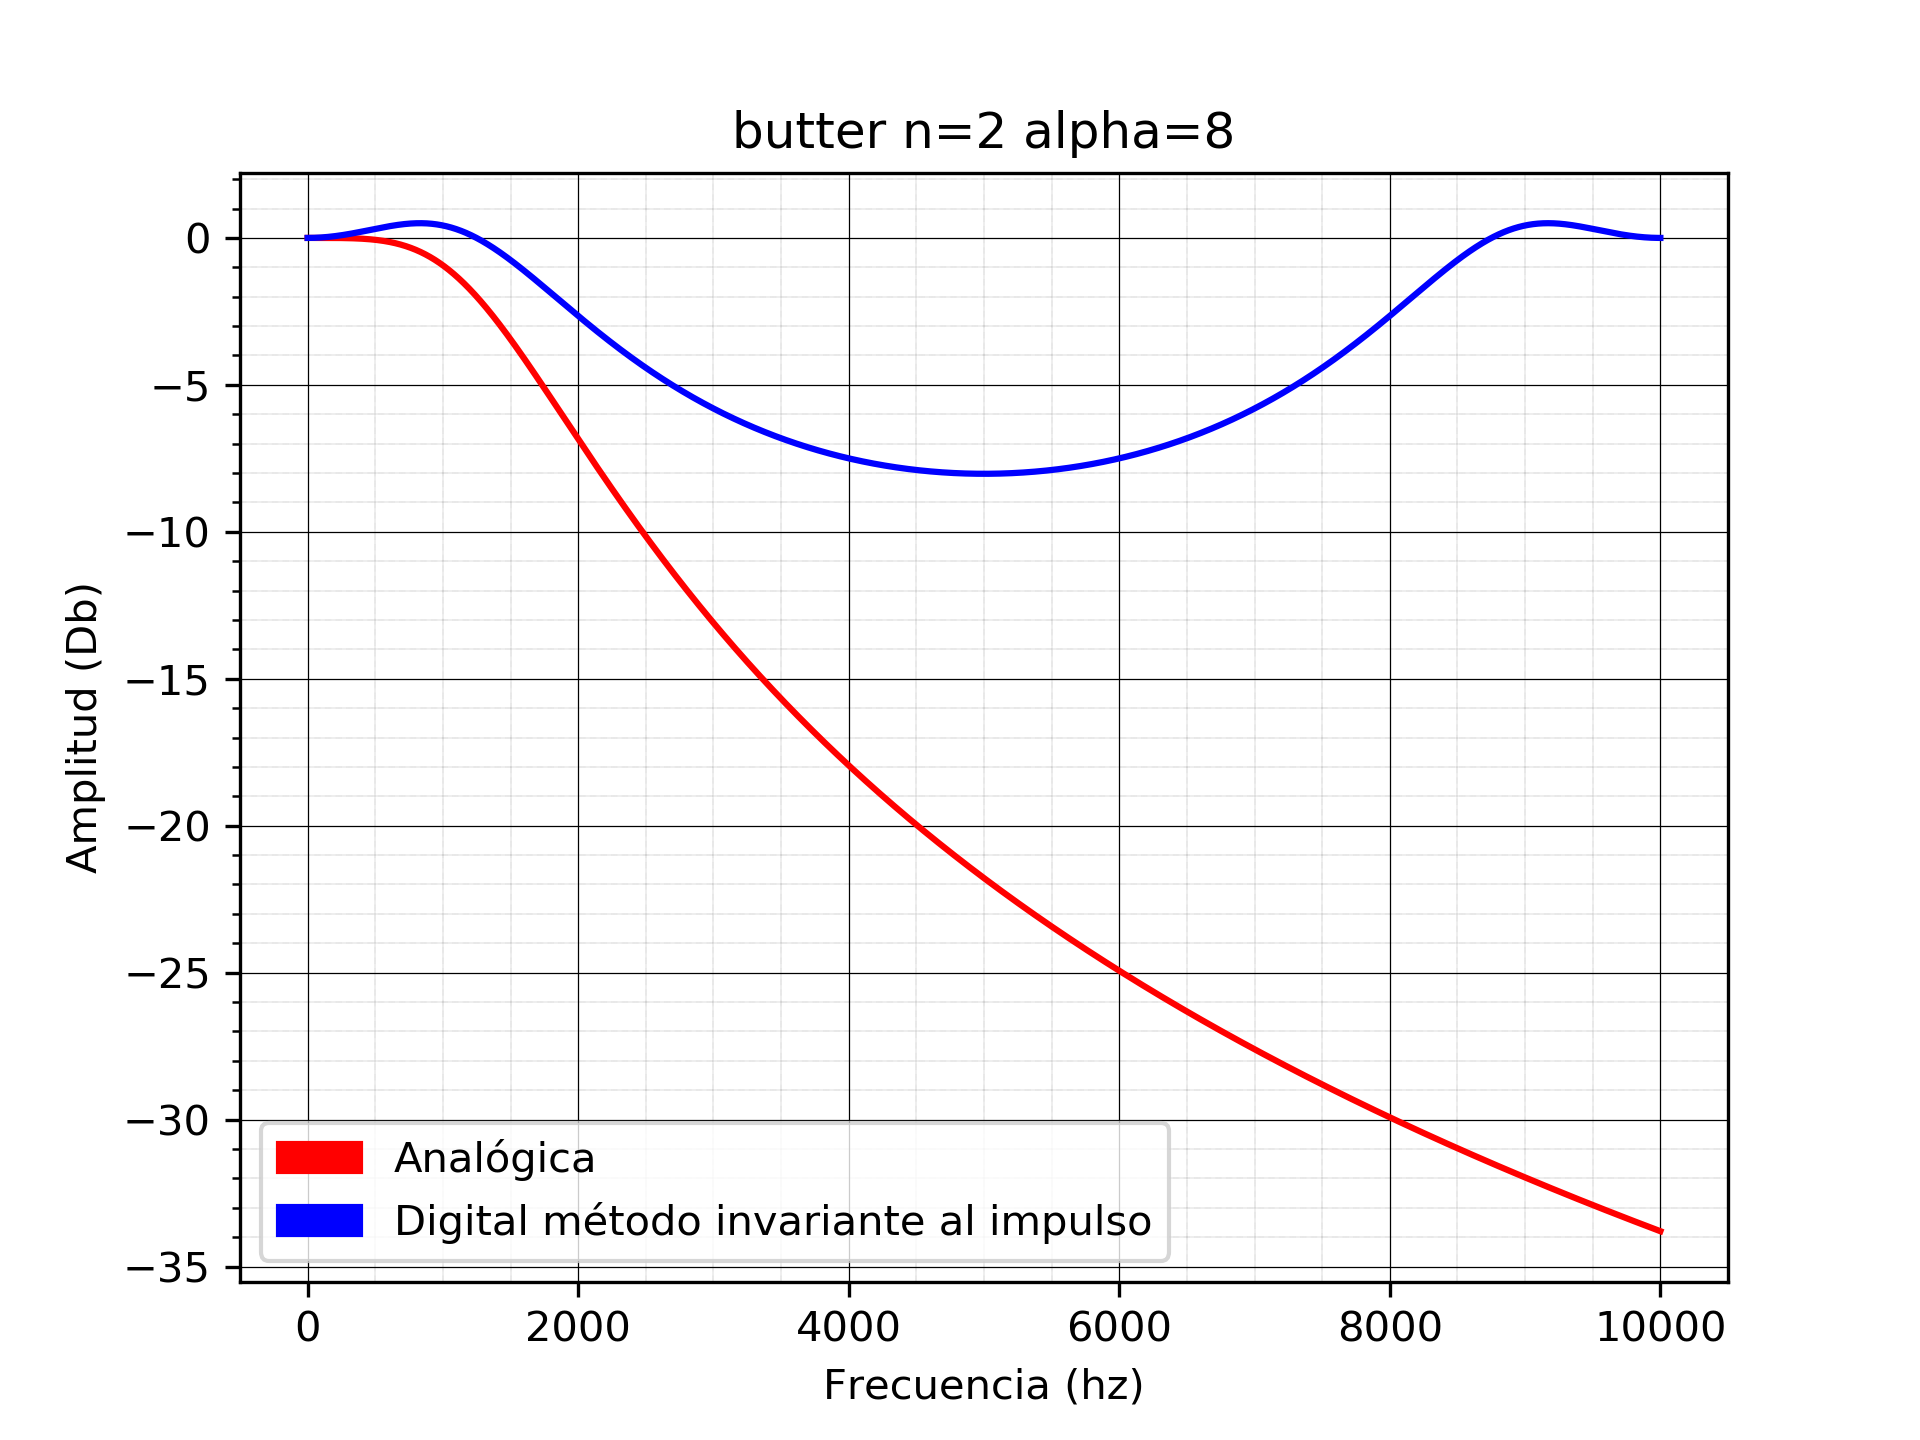 butter n=2 alpha=8
0
−5
−10
−15
−20
−25
−30
−35
Amplitud (Db)
Analógica
Digital método invariante al impulso
0 2000 4000 6000 8000 10000
Frecuencia (hz)